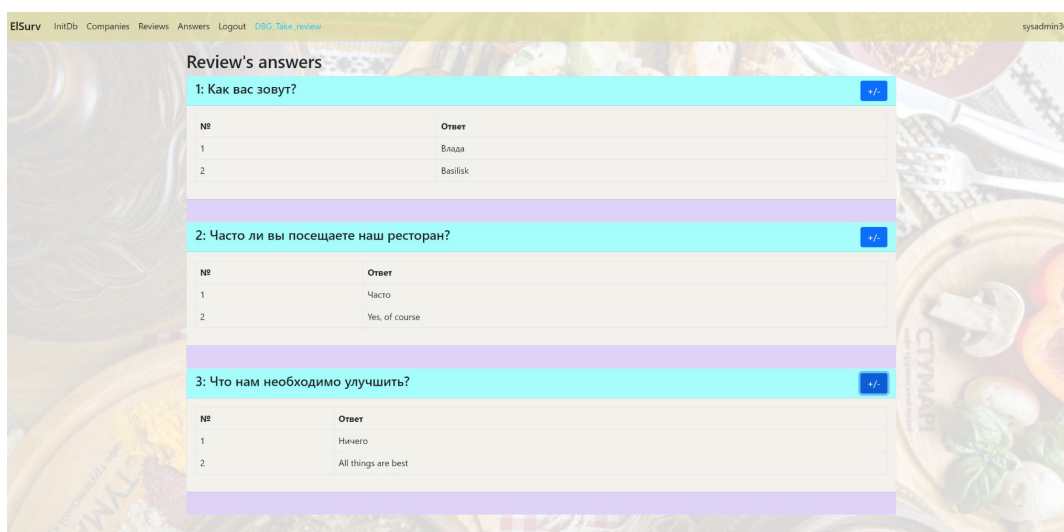 ElSurv InitDb Companies Reviews Answers Logout DBG_Take_review sysadmin3
Review's answers
1: Как вас зовут? +/-
№ Ответ
1 Влада
2 Basilisk
2: Часто ли вы посещаете наш ресторан? +/-
№ Ответ
1 Часто
2 Yes, of course
3: Что нам необходимо улучшить? +/-
№ Ответ
1 Ничего
2 All things are best
СТУМАРІ